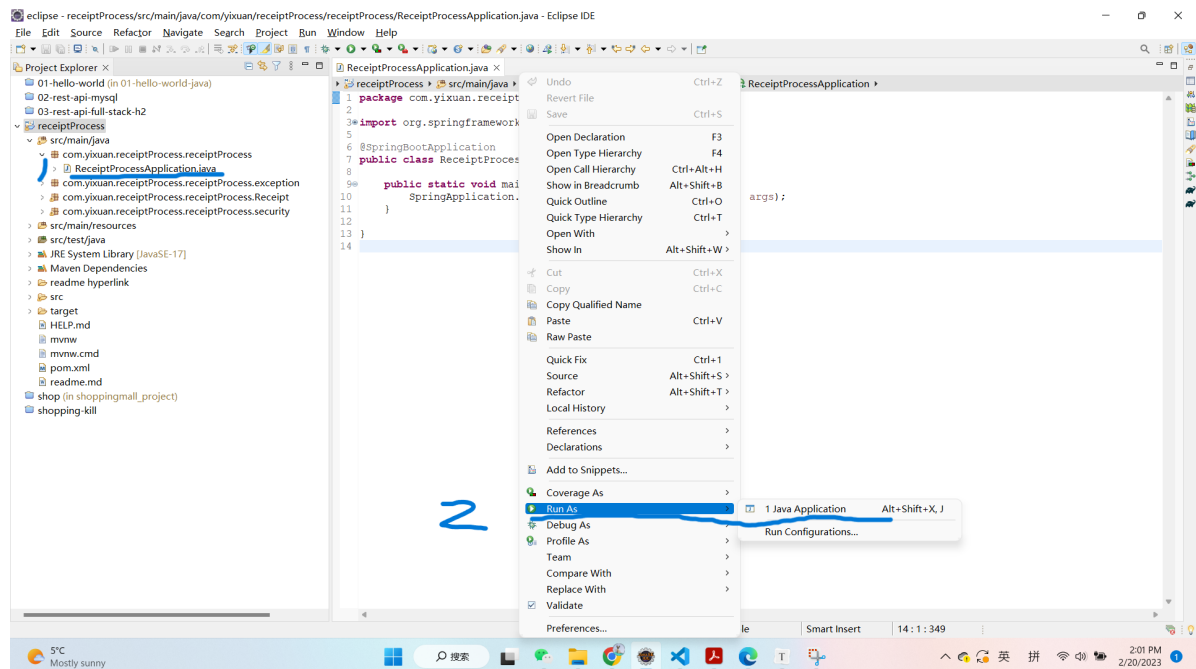 eclipse - receiptProcess/src/main/java/com/yixuan/receiptProcess/receiptProcess/ReceiptProcessApplication.java - Eclipse IDE
File Edit Source Refactor Navigate Search Project Run Window Help
Project Explorer
01-hello-world (in 01-hello-world-java)
02-rest-api-mysql
03-rest-api-full-stack-h2
receiptProcess
src/main/java
com.yixuan.receiptProcess.receiptProcess
ReceiptProcessApplication.java
com.yixuan.receiptProcess.receiptProcess.exception
com.yixuan.receiptProcess.receiptProcess.Receipt
com.yixuan.receiptProcess.receiptProcess.security
src/main/resources
src/test/java
JRE System Library [JavaSE-17]
Maven Dependencies
readme hyperlink
src
target
HELP.md
mvnw
mvnw.cmd
pom.xml
readme.md
shop (in shoppingmall_project)
shopping-kill
ReceiptProcessApplication.java
receiptProcess src/main/java ReceiptProcessApplication
1 package com.yixuan.receipt
2
3 import org.springframework
5
6 @SpringBootApplication
7 public class ReceiptProces
8
9 public static void mai
10 SpringApplication. args);
11 }
12
13 }
14
Undo Ctrl+Z
Revert File
Save Ctrl+S
Open Declaration F3
Open Type Hierarchy F4
Open Call Hierarchy Ctrl+Alt+H
Show in Breadcrumb Alt+Shift+B
Quick Outline Ctrl+O
Quick Type Hierarchy Ctrl+T
Open With
Show In Alt+Shift+W
Cut Ctrl+X
Copy Ctrl+C
Copy Qualified Name
Paste Ctrl+V
Raw Paste
Quick Fix Ctrl+1
Source Alt+Shift+S
Refactor Alt+Shift+T
Local History
References
Declarations
Add to Snippets...
Coverage As
Run As
Debug As
Profile As
Team
Compare With
Replace With
Validate
Preferences...
1 Java Application Alt+Shift+X, J
Run Configurations...
2
Smart Insert
14 : 1 : 349
5°C
Mostly sunny
搜索
英
拼
2:01 PM
2/20/2023
1